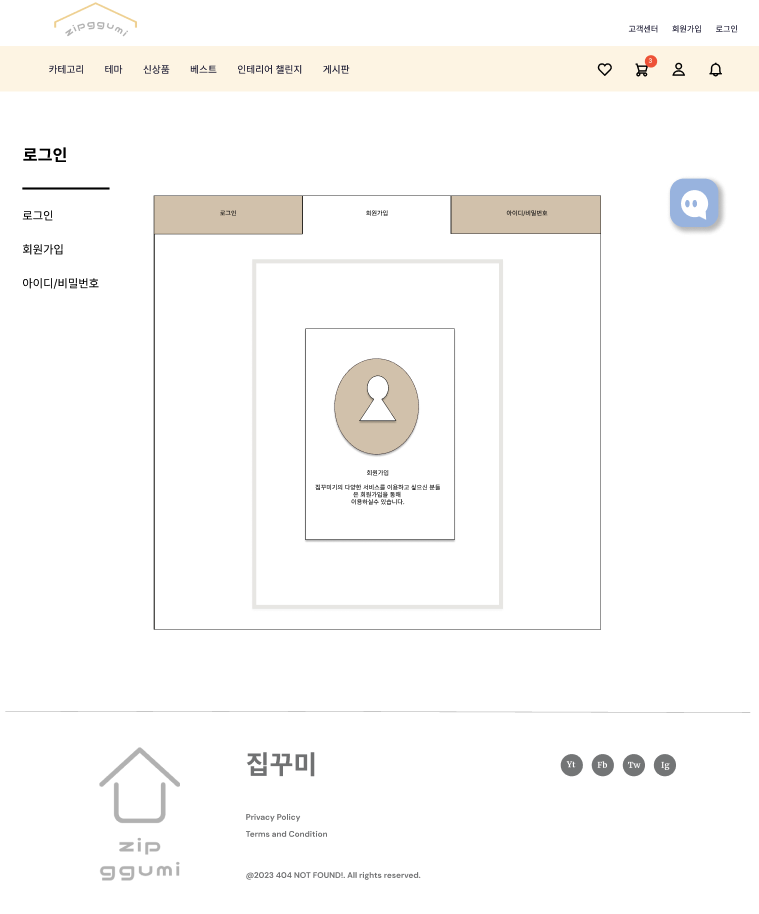 zipggumi
고객센터 회원가입 로그인
카테고리 테마 신상품 베스트 인테리어 챌린지 게시판
3
로그인
로그인
회원가입
아이디/비밀번호
로그인 회원가입 아이디/비밀번호
회원가입
집꾸미기의 다양한 서비스를 이용하고 싶으신 분들
은 회원가입을 통해
이용하실수 있습니다.
집꾸미
Yt Fb Tw Ig
Privacy Policy
Terms and Condition
zip
ggumi
@2023 404 NOT FOUND!. All rights reserved.